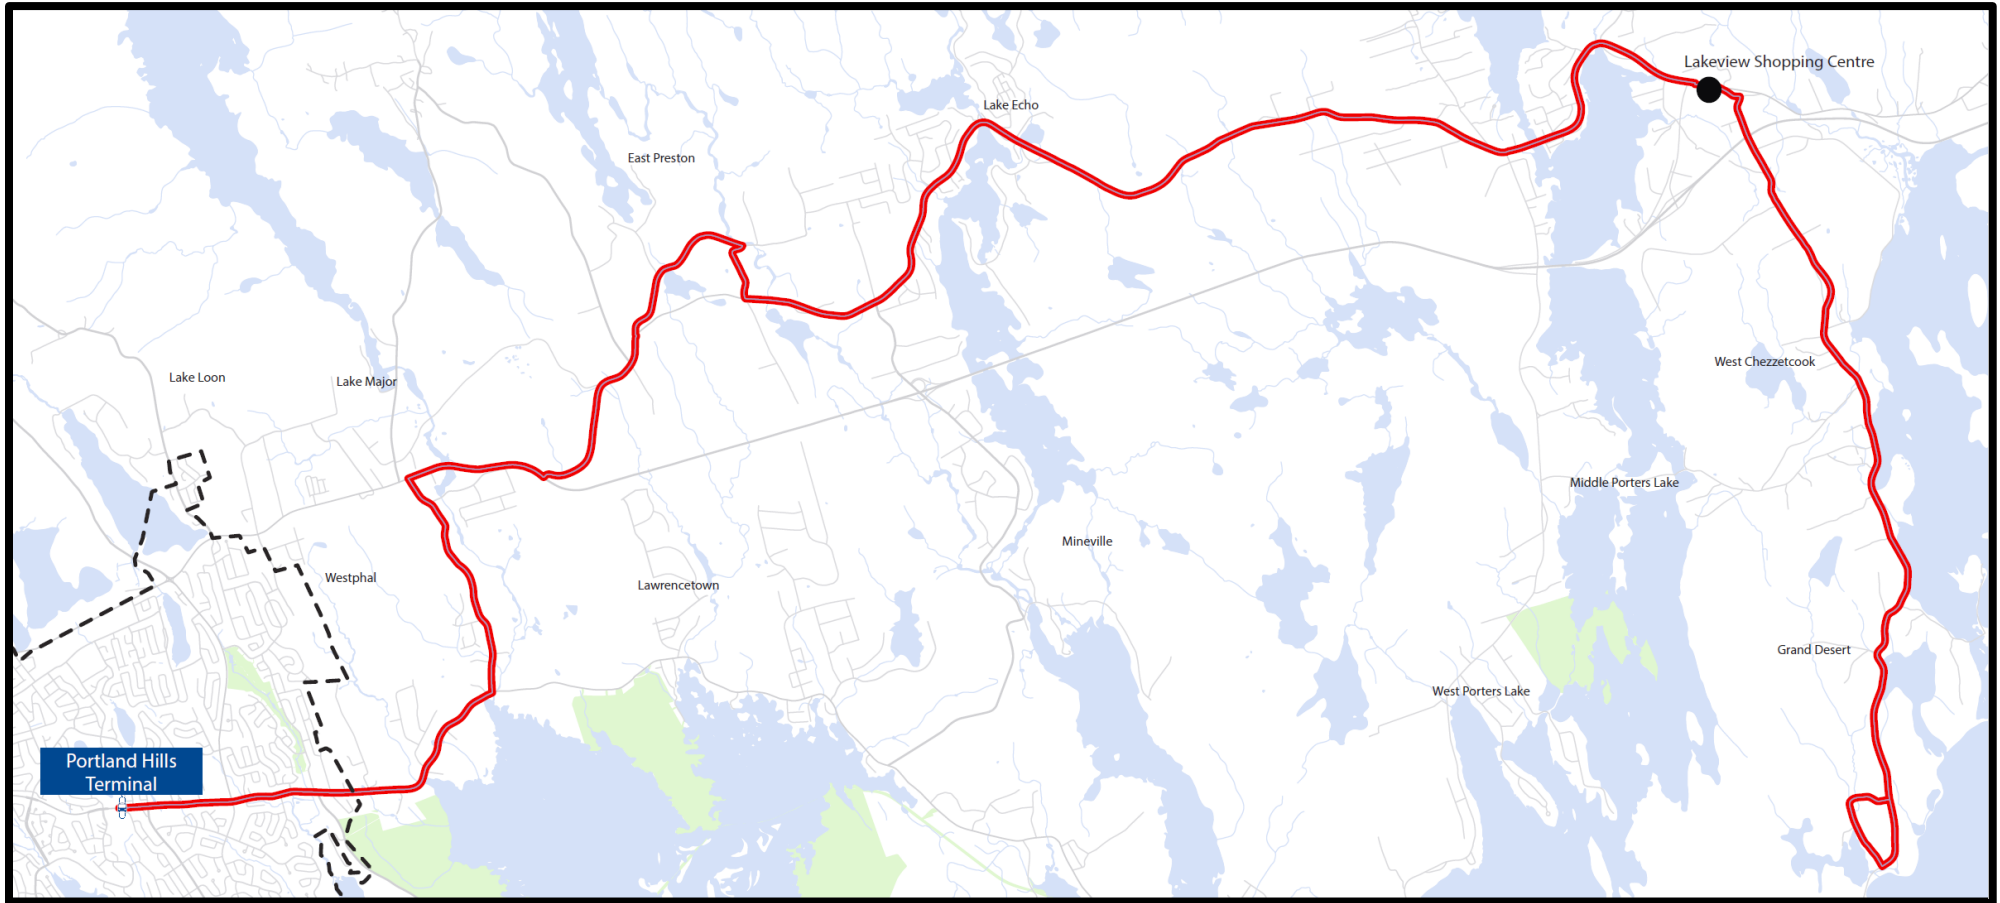 Lakeview Shopping Centre
Lake Echo
East Preston
Lake Loon
Lake Major
West Chezzetcook
Middle Porters Lake
Mineville
Westphal
Lawrencetown
Grand Desert
West Porters Lake
Portland Hills
Terminal